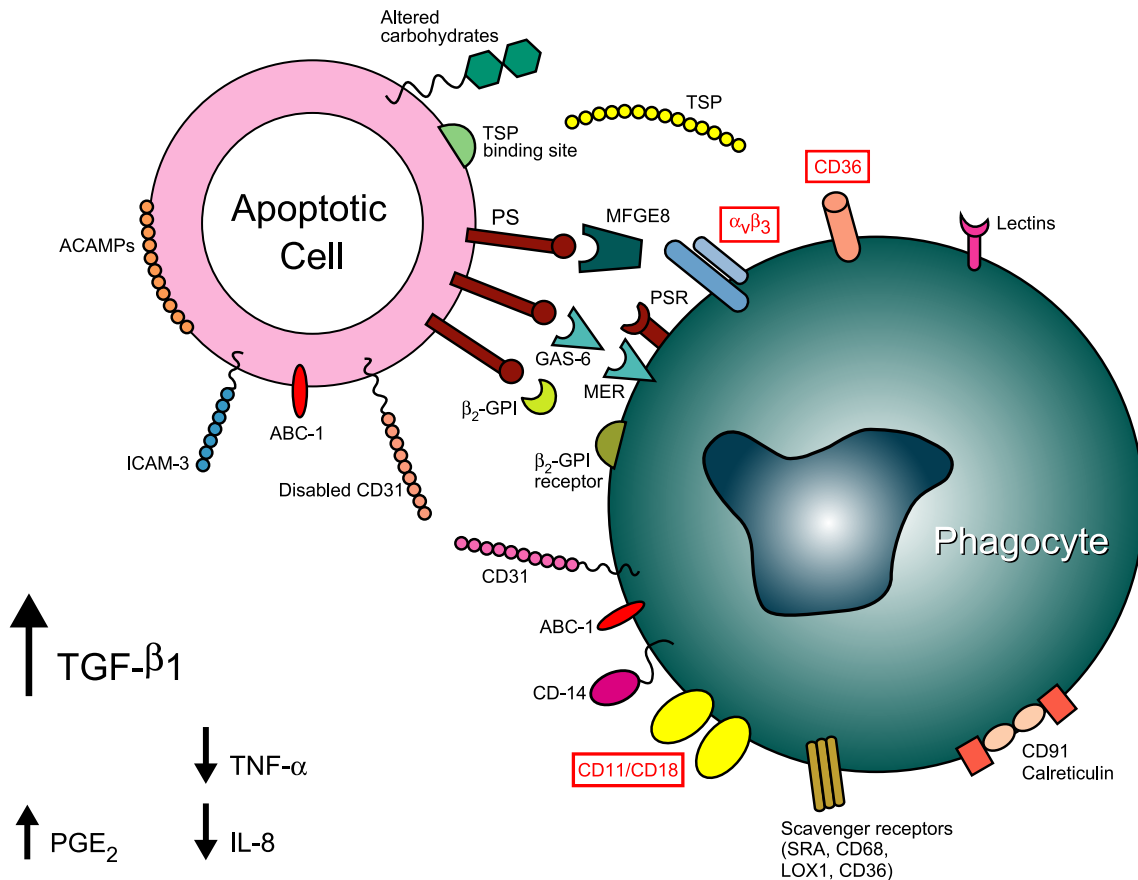 Altered
carbohydrates
TSP
TSP
binding site
CD36
Apoptotic
Cell
PS
MFGE8
αvβ3
Lectins
ACAMPs
PSR
GAS-6
MER
β2-GPI
ABC-1
ICAM-3
Disabled CD31
β2-GPI
receptor
Phagocyte
CD31
ABC-1
TGF-β1
CD-14
TNF-α
CD11/CD18
CD91
Calreticulin
PGE2
IL-8
Scavenger receptors
(SRA, CD68,
LOX1, CD36)